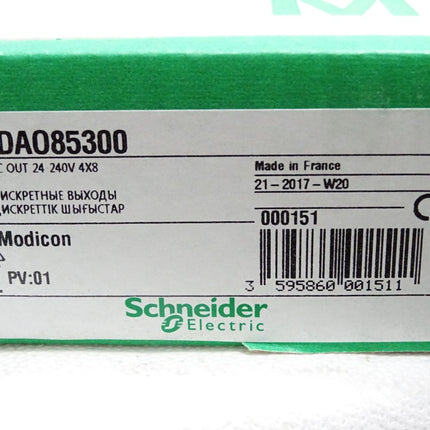 DAO85300
C OUT 24 240V 4X8
ИСКРЕТНЫЕ ВЫХОДЫ
ИСКРЕТТІК ШЫҒЫСТАР
Modicon
PV:01
Made in France
21-2017-W20
000151
3 595860 001511
Schneider
Electric